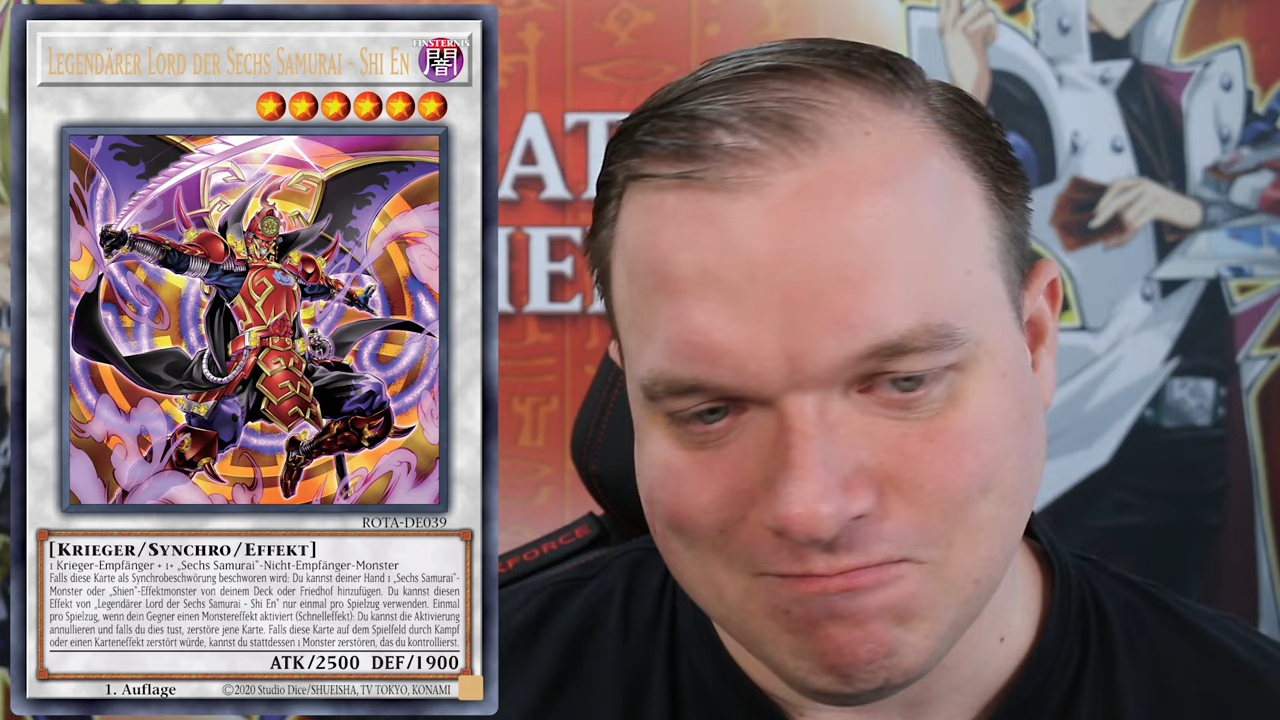 Legendärer Lord der Sechs Samurai - Shi En
FINSTERNIS
闇
ROTA-DE039
[Krieger/Synchro/Effekt]
1 Krieger-Empfänger + 1+ „Sechs Samurai"-Nicht-Empfänger-Monster
Falls diese Karte als Synchrobeschwörung beschworen wird: Du kannst deiner Hand 1 „Sechs Samurai"-
Monster oder „Shien"-Effektmonster von deinem Deck oder Friedhof hinzufügen. Du kannst diesen
Effekt von „Legendärer Lord der Sechs Samurai - Shi En" nur einmal pro Spielzug verwenden. Einmal
pro Spielzug, wenn dein Gegner einen Monstereffekt aktiviert (Schnelleffekt): Du kannst die Aktivierung
annullieren und falls du dies tust, zerstöre jene Karte. Falls diese Karte auf dem Spielfeld durch Kampf
oder einen Karteneffekt zerstört würde, kannst du stattdessen 1 Monster zerstören, das du kontrollierst.
ATK/2500 DEF/1900
1. Auflage
©2020 Studio Dice/SHUEISHA, TV TOKYO, KONAMI